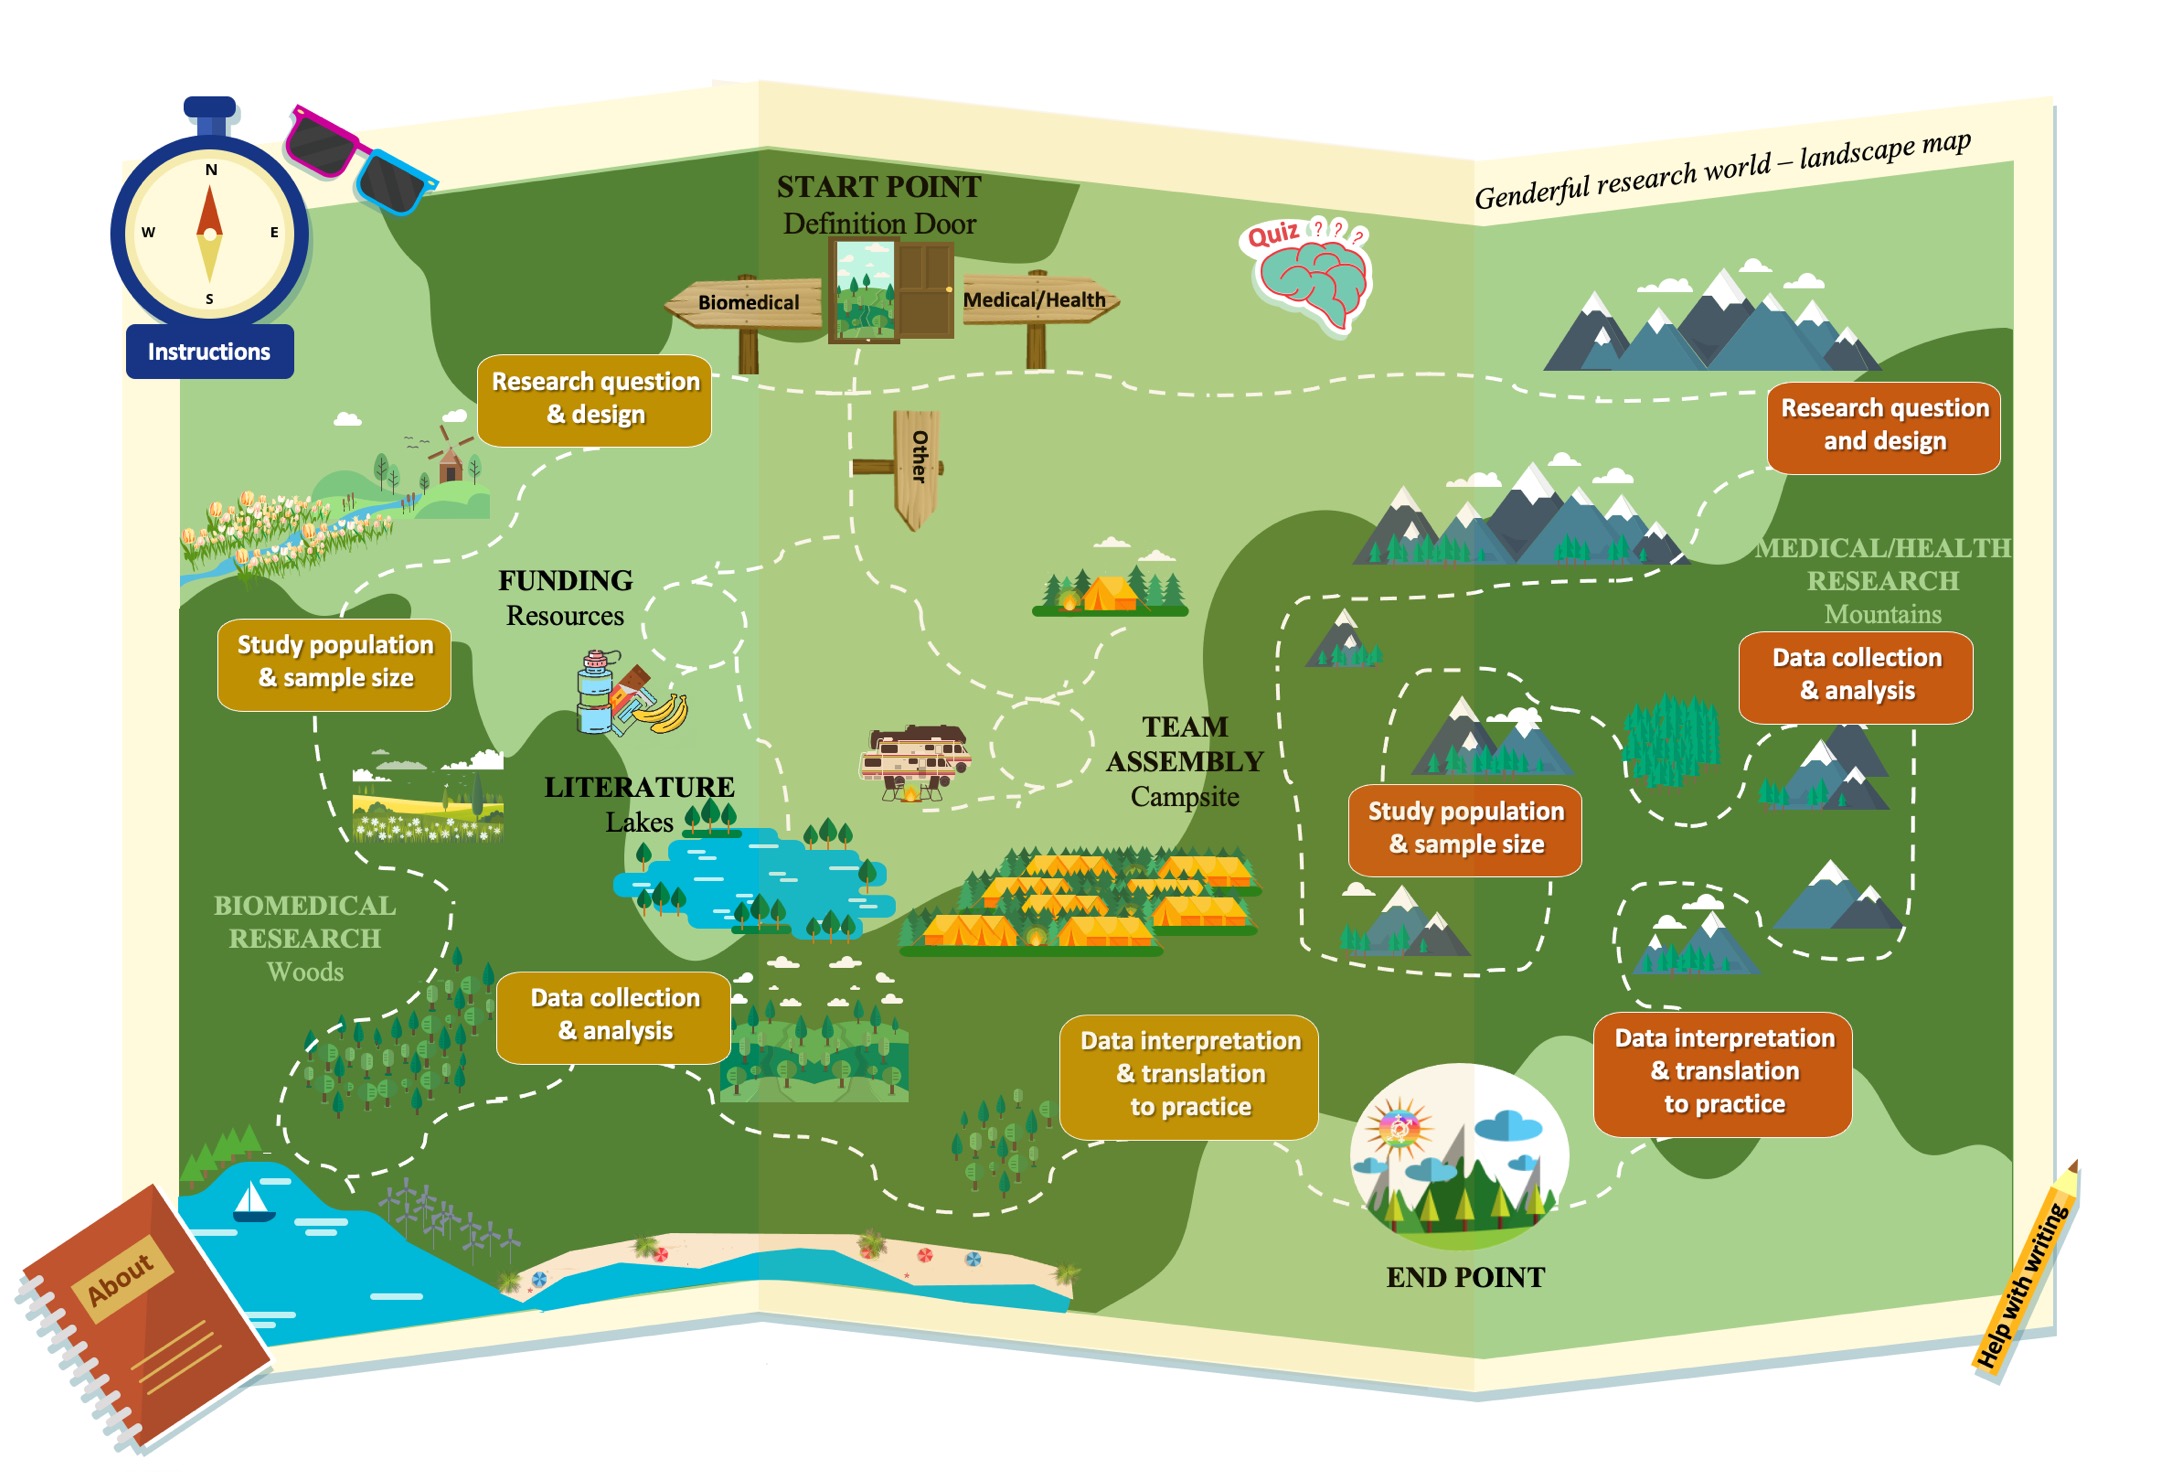 Genderful research world – landscape map
N
W
E
S
Instructions
START POINT
Definition Door
Biomedical
Medical/Health
Quiz ? ? ?
Research question
& design
Other
Research question
and design
FUNDING
Resources
MEDICAL/HEALTH
RESEARCH
Mountains
Study population
& sample size
Data collection
& analysis
TEAM
ASSEMBLY
Campsite
LITERATURE
Lakes
Study population
& sample size
BIOMEDICAL
RESEARCH
Woods
Data collection
& analysis
Data interpretation
& translation
to practice
Data interpretation
& translation
to practice
END POINT
About
Help with writing